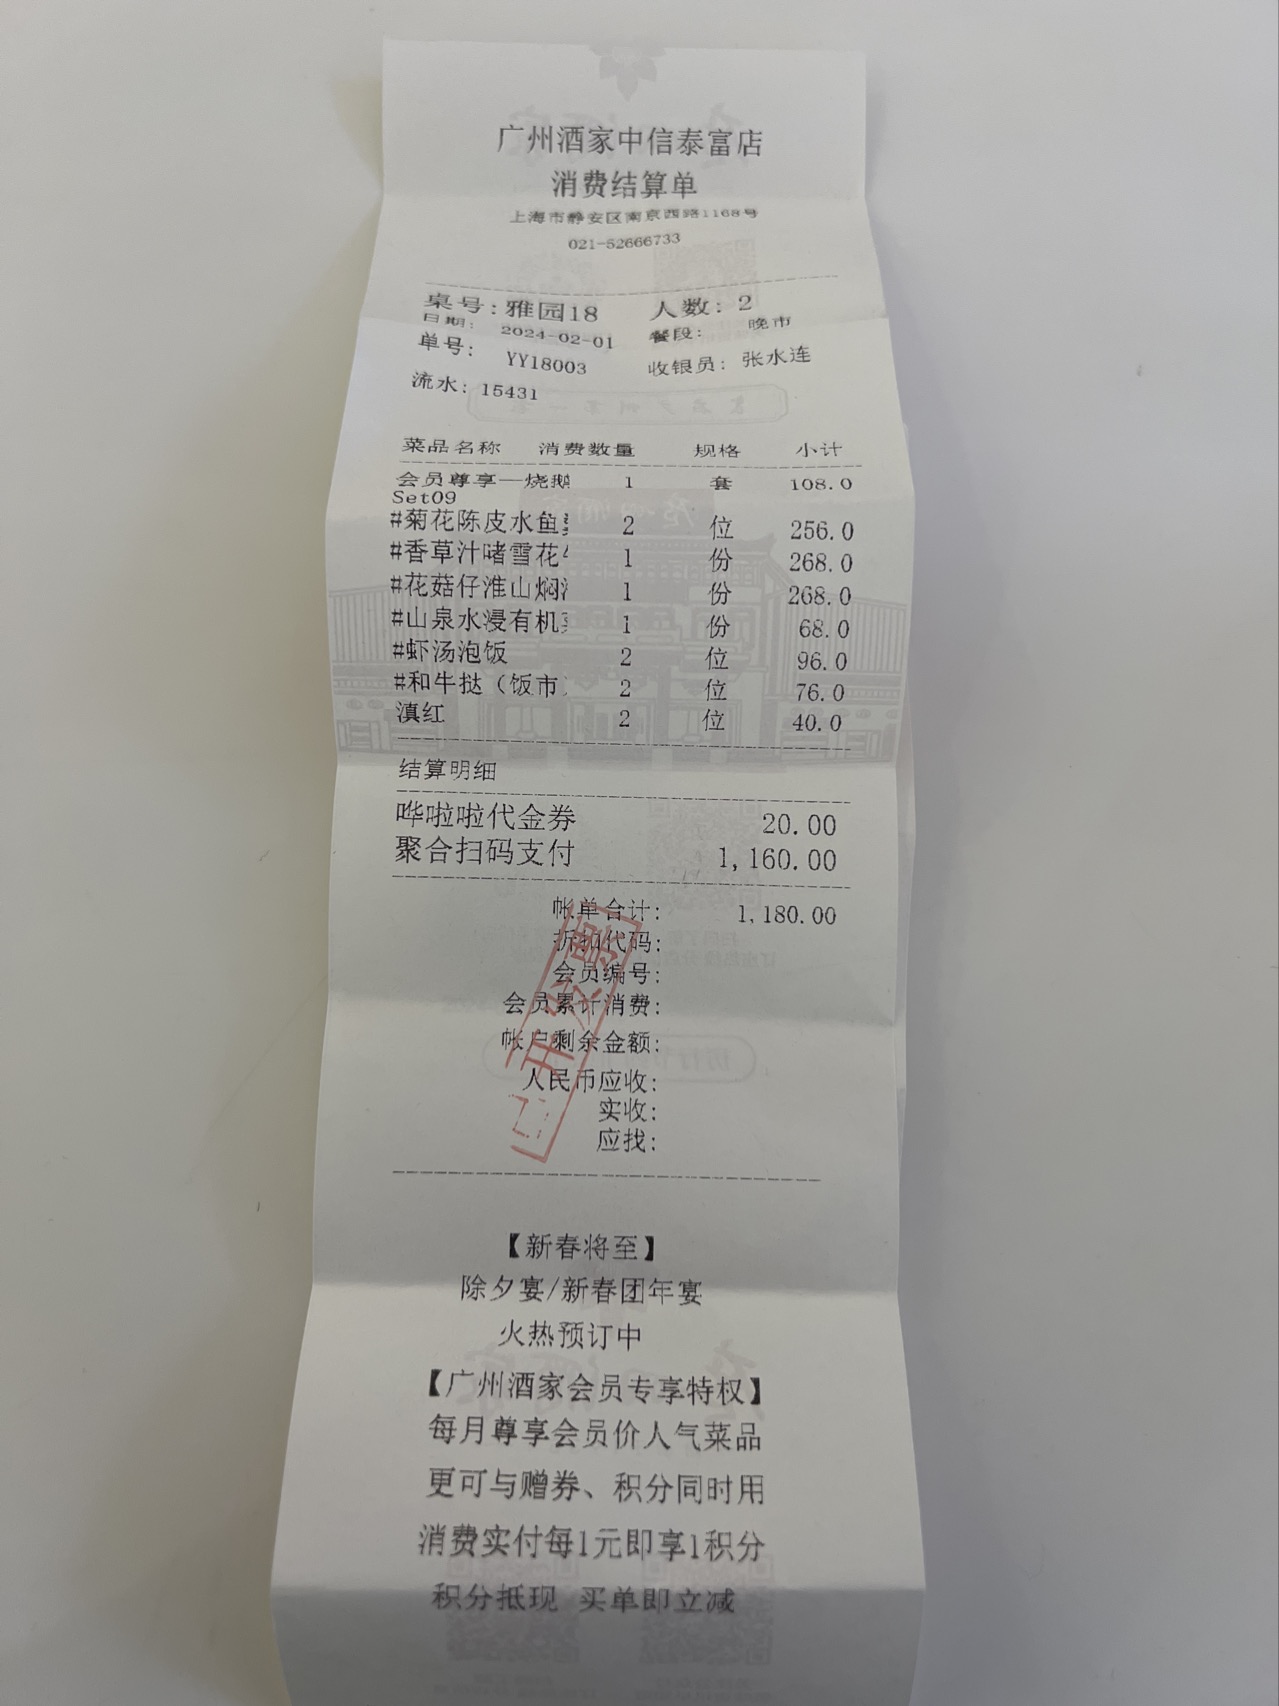 广州酒家中信泰富店
消费结算单
上海市静安区南京西路1168号
021-52666733
桌号:雅园18 人数: 2
日期: 2024-02-01 餐段: 晚市
单号: YY18003 收银员: 张水连
流水: 15431
菜品名称 消费数量 规格 小计
会员尊享—烧鹅 1 套 108.0
Set09
#菊花陈皮水鱼 2 位 256.0
#香草汁啫雪花 1 份 268.0
#花菇仔淮山焖 1 份 268.0
#山泉水浸有机 1 份 68.0
#虾汤泡饭 2 位 96.0
#和牛挞（饭市 2 位 76.0
滇红 2 位 40.0
结算明细
哗啦啦代金券 20.00
聚合扫码支付 1,160.00
帐单合计: 1,180.00
折扣代码:
会员编号:
会员累计消费:
帐户剩余金额:
人民币应收:
实收:
应找:
已开发票
【新春将至】
除夕宴/新春团年宴
火热预订中
【广州酒家会员专享特权】
每月尊享会员价人气菜品
更可与赠券、积分同时用
消费实付每1元即享1积分
积分抵现 买单即立减